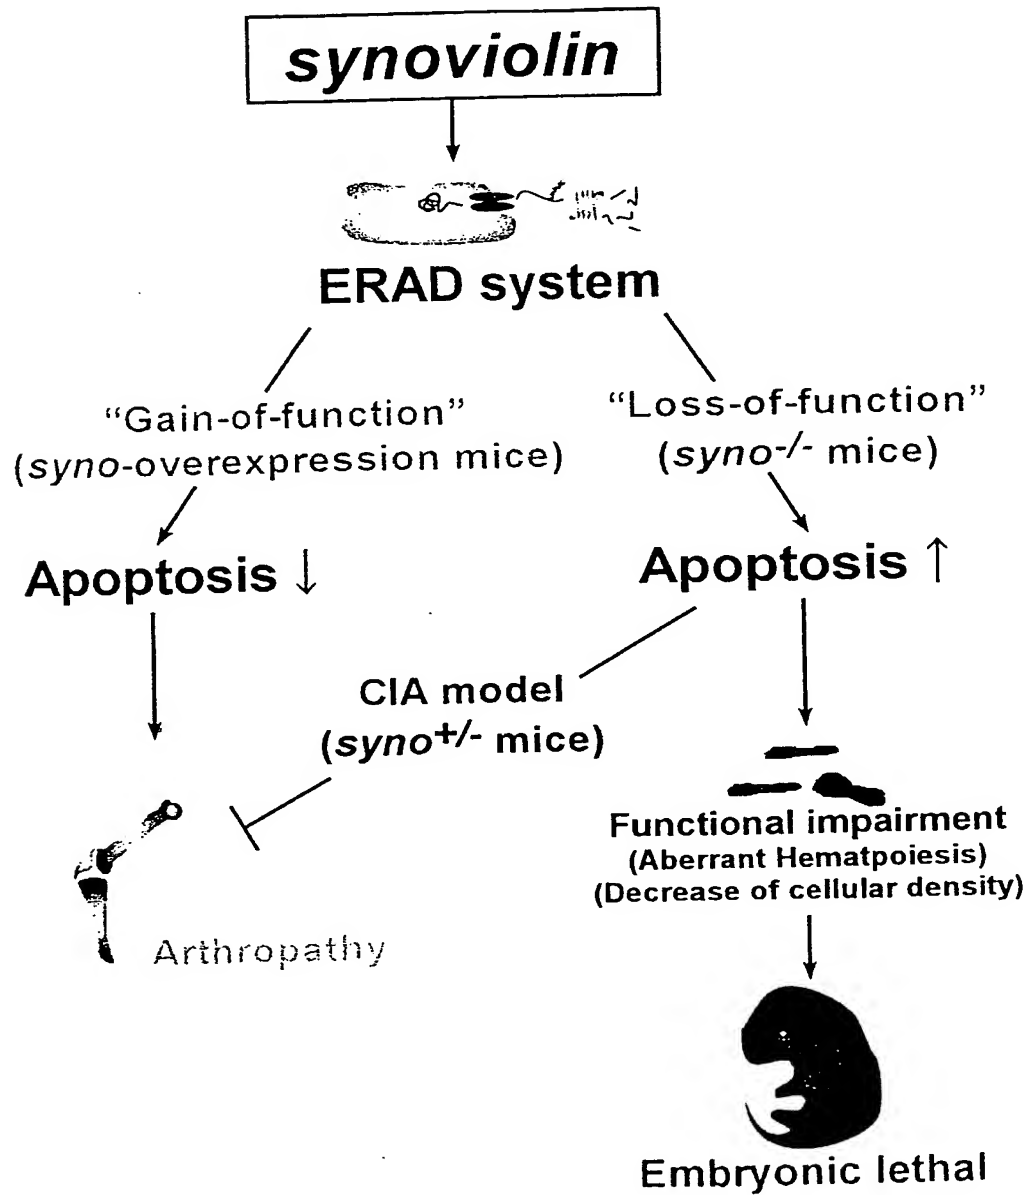 synoviolin
ERAD system
“Gain-of-function”
(syno-overexpression mice)
“Loss-of-function”
(syno-/- mice)
Apoptosis ↓
Apoptosis ↑
CIA model
(syno+/- mice)
Functional impairment
(Aberrant Hematpoiesis)
(Decrease of cellular density)
Arthropathy
Embryonic lethal